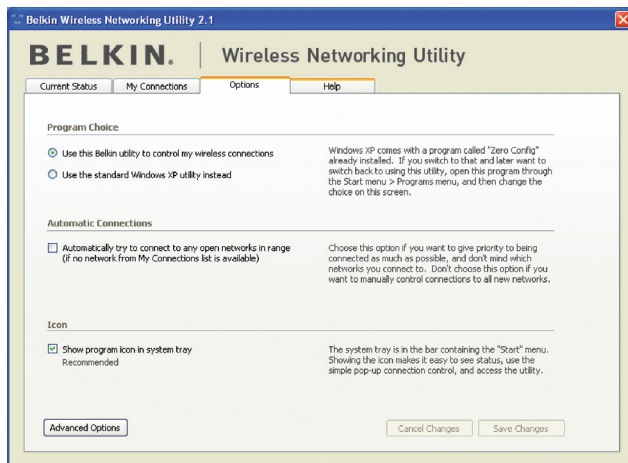 Belkin Wireless Networking Utility 2.1
BELKIN. | Wireless Networking Utility
Current Status My Connections Options Help
Program Choice
Use this Belkin utility to control my wireless connections
Use the standard Windows XP utility instead
Windows XP comes with a program called "Zero Config"
already installed. If you switch to that and later want to
switch back to using this utility, open this program through
the Start menu > Programs menu, and then change the
choice on this screen.
Automatic Connections
Automatically try to connect to any open networks in range
(if no network from My Connections list is available)
Choose this option if you want to give priority to being
connected as much as possible, and don't mind which
networks you connect to. Don't choose this option if you
want to manually control connections to all new networks.
Icon
Show program icon in system tray
Recommended
The system tray is in the bar containing the "Start" menu.
Showing the icon makes it easy to see status, use the
simple pop-up connection control, and access the utility.
Advanced Options
Cancel Changes
Save Changes